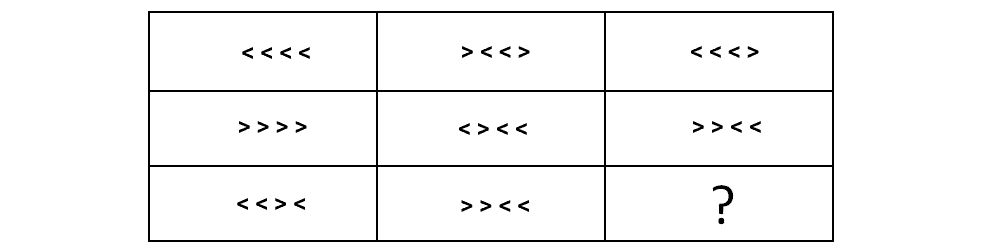 < < < < > < < > < < < >
> > > > < > < < > > < <
< < > < > > < < ?